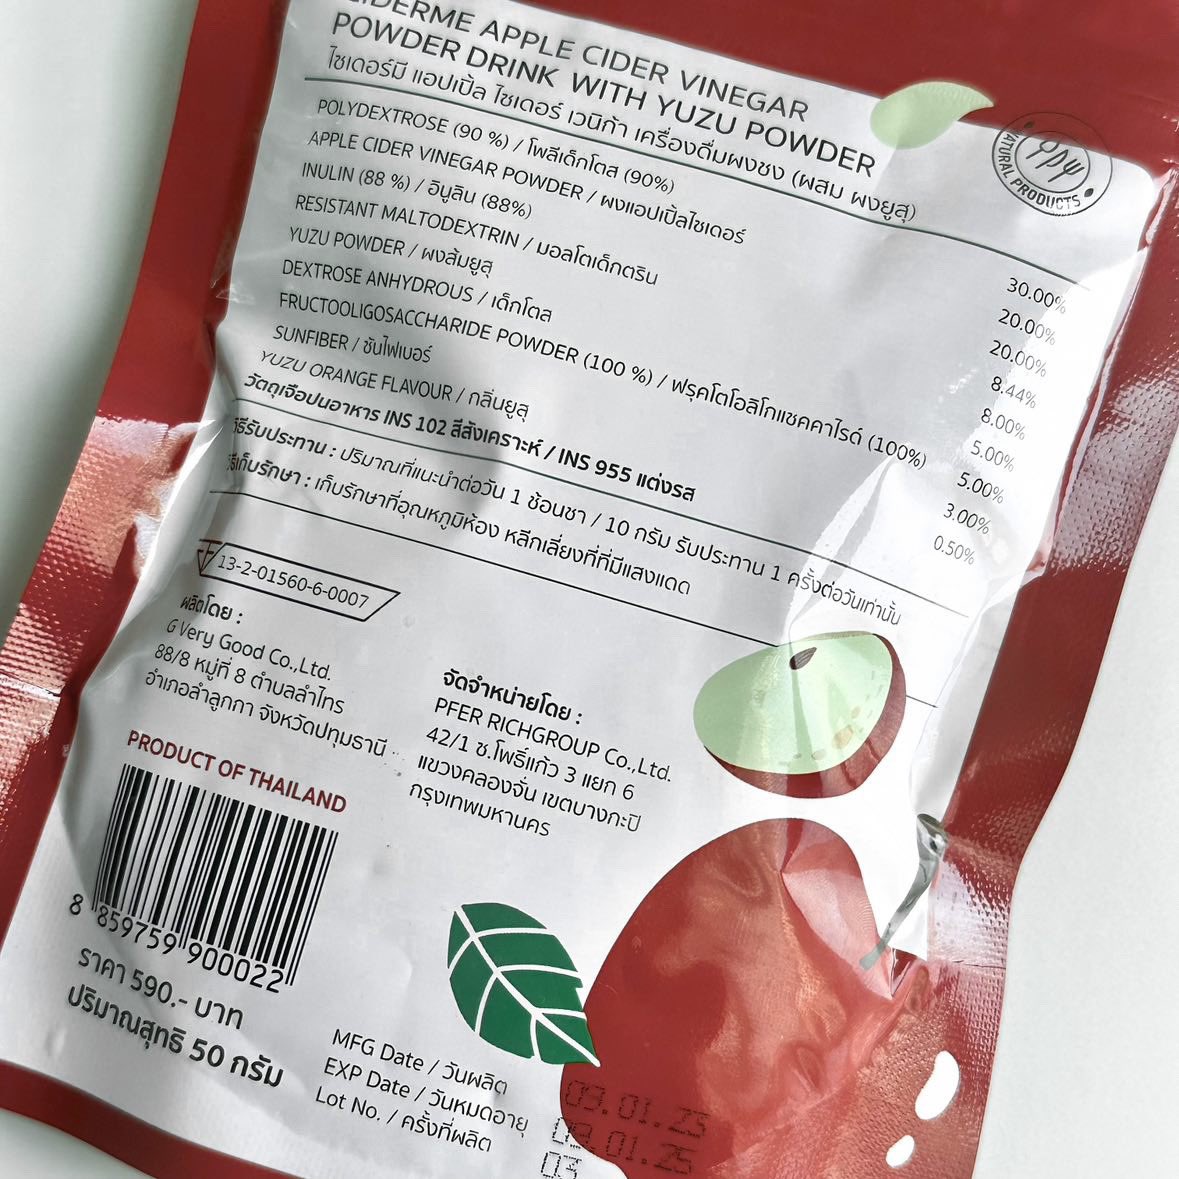 APPLE CIDER VINEGAR
POWDER DRINK WITH YUZU POWDER
ไซเดอร์มี แอปเปิ้ล ไซเดอร์ เวนิก้า เครื่องดื่มผงชง (ผสม ผงยูสุ)
NATURAL PRODUCTS
POLYDEXTROSE (90 %) / โพลีเด็กโตส (90%) 30.00%
APPLE CIDER VINEGAR POWDER / ผงแอปเปิ้ลไซเดอร์ 20.00%
INULIN (88 %) / อินูลิน (88%) 20.00%
RESISTANT MALTODEXTRIN / มอลโตเด็กตริน 8.44%
YUZU POWDER / ผงส้มยูสุ 8.00%
DEXTROSE ANHYDROUS / เด็กโตส 5.00%
FRUCTOOLIGOSACCHARIDE POWDER (100 %) / ฟรุคโตโอลิโกแซคคาไรด์ (100%) 5.00%
SUNFIBER / ซันไฟเบอร์ 3.00%
YUZU ORANGE FLAVOUR / กลิ่นยูสุ 0.50%
วัตถุเจือปนอาหาร INS 102 สีสังเคราะห์ / INS 955 แต่งรส
วิธีรับประทาน : ปริมาณที่แนะนำต่อวัน 1 ช้อนชา / 10 กรัม รับประทาน 1 ครั้งต่อวันเท่านั้น
วิธีเก็บรักษา : เก็บรักษาที่อุณหภูมิห้อง หลีกเลี่ยงที่ที่มีแสงแดด
13-2-01560-6-0007
ผลิตโดย :
G Very Good Co.,Ltd.
88/8 หมู่ที่ 8 ตำบลลำไทร
อำเภอลำลูกกา จังหวัดปทุมธานี
จัดจำหน่ายโดย :
PFER RICHGROUP Co.,Ltd.
42/1 ซ.โพธิ์แก้ว 3 แยก 6
แขวงคลองจั่น เขตบางกะปิ
กรุงเทพมหานคร
PRODUCT OF THAILAND
8 859759 900022
ราคา 590.- บาท
ปริมาณสุทธิ 50 กรัม
MFG Date / วันผลิต 09.01.23
EXP Date / วันหมดอายุ 09.01.25
Lot No. / ครั้งที่ผลิต 03